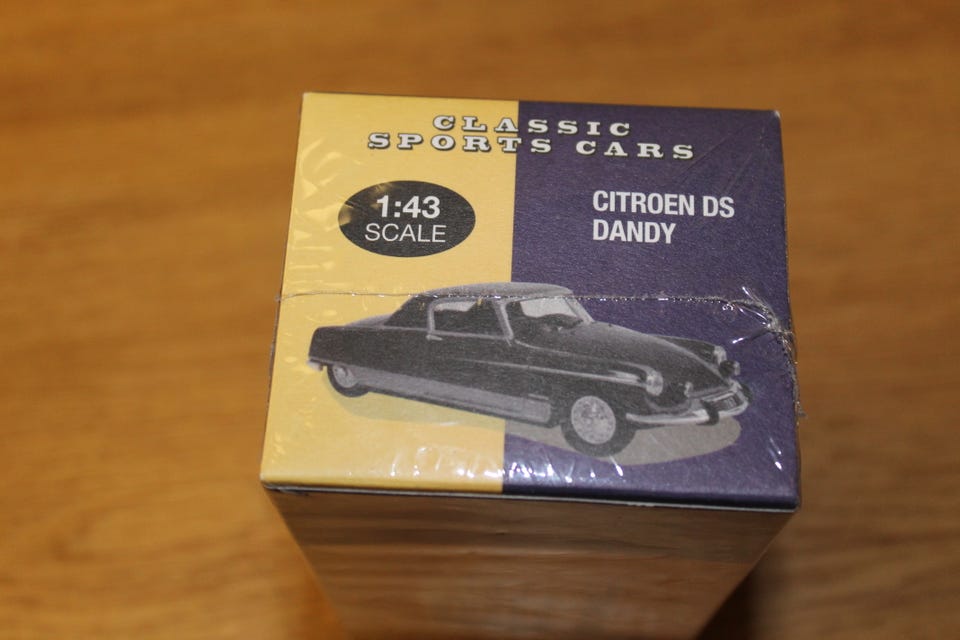 CLASSIC
SPORTS CARS
1:43
SCALE
CITROEN DS
DANDY